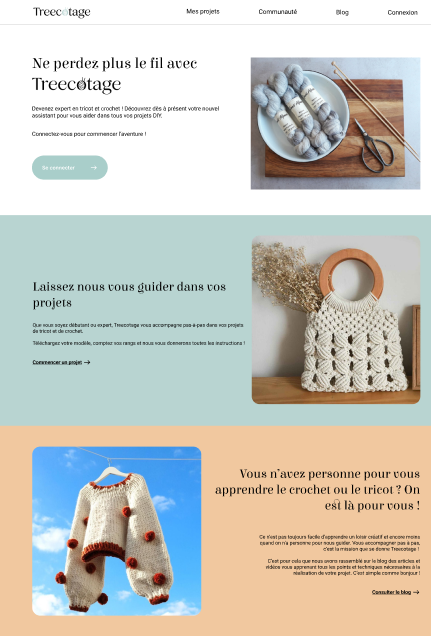 Treecotage
Mes projets
Communauté
Blog
Connexion
Ne perdez plus le fil avec
Treecotage
Devenez expert en tricot et crochet ! Découvrez dès à présent votre nouvel
assistant pour vous aider dans tous vos projets DIY.
Connectez-vous pour commencer l'aventure !
Se connecter →
Laissez nous vous guider dans vos
projets
Que vous soyez débutant ou expert, Treecotage vous accompagne pas-à-pas dans vos projets
de tricot et de crochet.
Téléchargez votre modèle, comptez vos rangs et nous vous donnerons toutes les instructions !
Commencer un projet →
Vous n'avez personne pour vous
apprendre le crochet ou le tricot ? On
est là pour vous !
Ce n'est pas toujours facile d'apprendre un loisir créatif et encore moins
quand on n'a personne pour nous guider. Vous accompagner pas à pas,
c'est la mission que se donne Treecotage !
C'est pour cela que nous avons rassemblé sur le blog des articles et
vidéos vous apprenant tous les points et techniques nécessaires à la
réalisation de votre projet. C'est simple comme bonjour !
Consulter le blog →